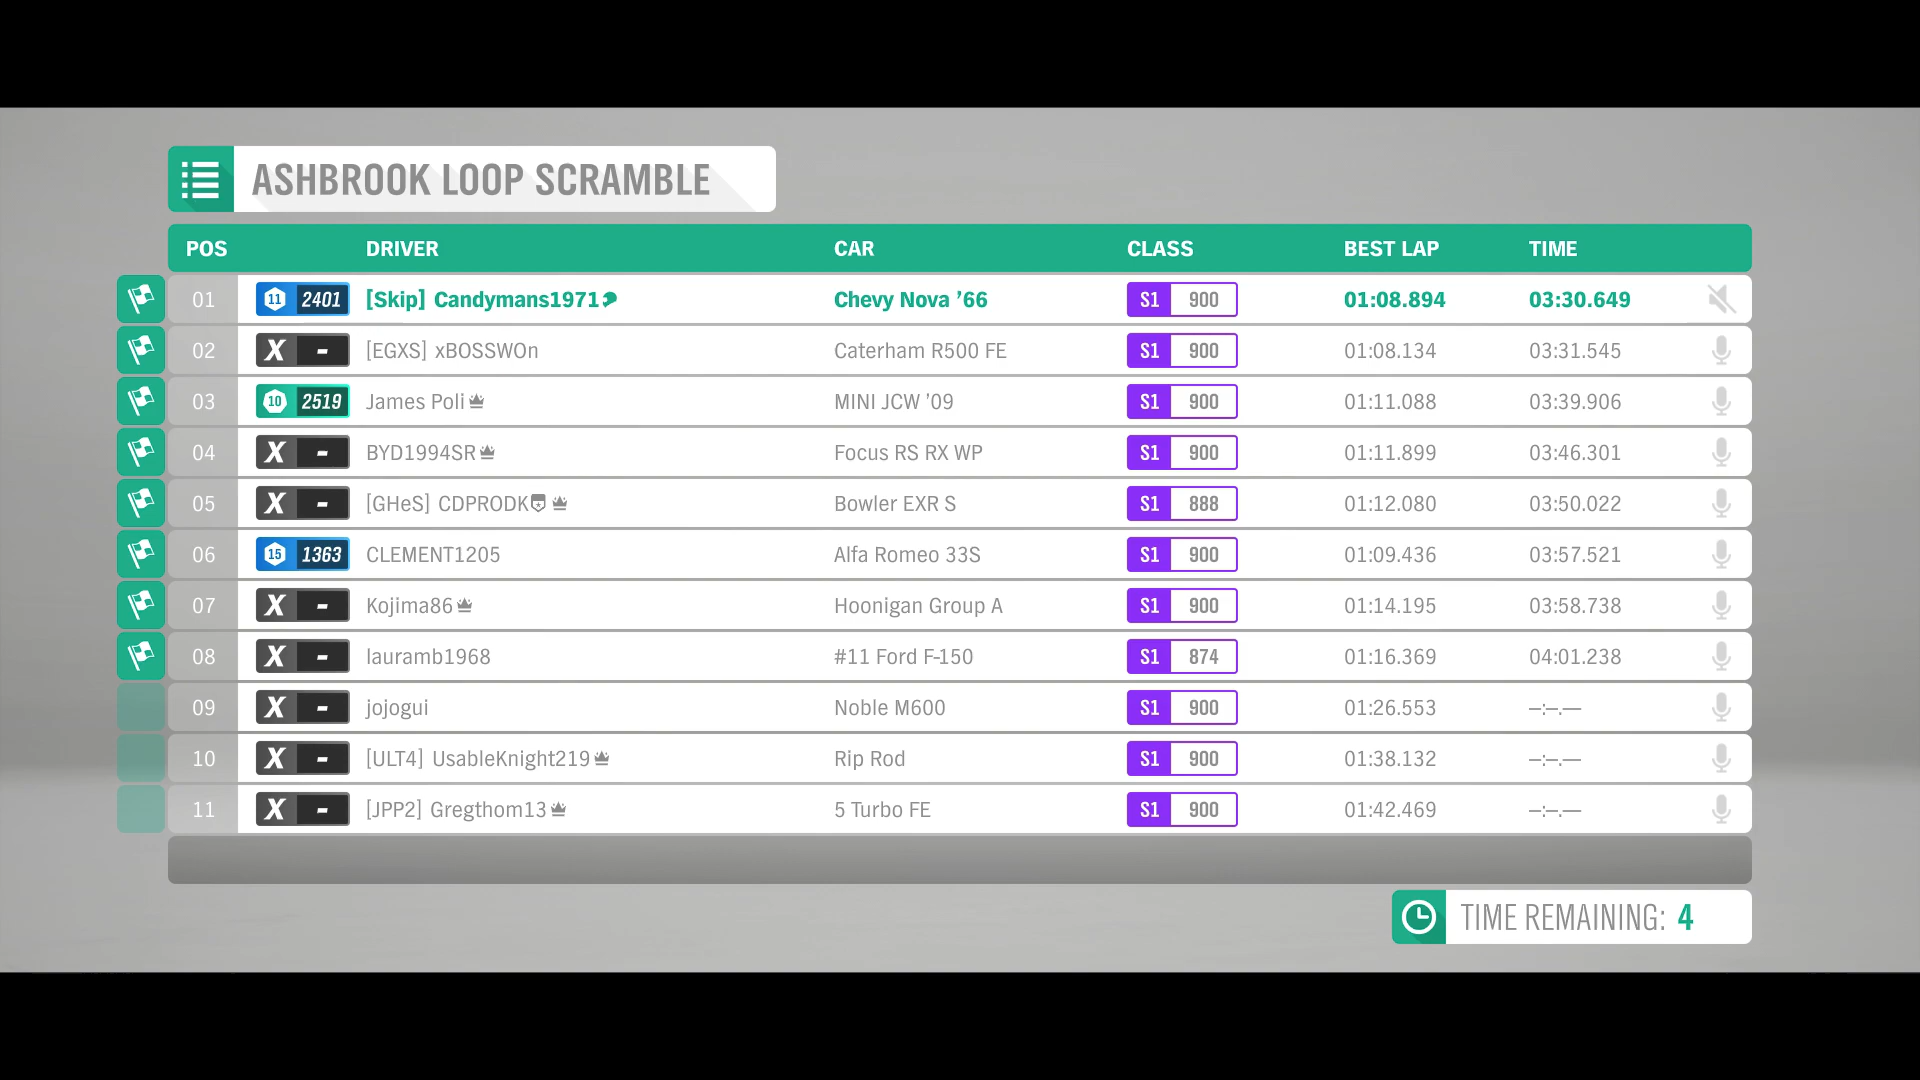 ASHBROOK LOOP SCRAMBLE
POS DRIVER CAR CLASS BEST LAP TIME
01 11 2401 [Skip] Candymans1971 Chevy Nova ’66 S1 900 01:08.894 03:30.649
02 X - [EGXS] xBOSSWOn Caterham R500 FE S1 900 01:08.134 03:31.545
03 10 2519 James Poli MINI JCW ’09 S1 900 01:11.088 03:39.906
04 X - BYD1994SR Focus RS RX WP S1 900 01:11.899 03:46.301
05 X - [GHeS] CDPRODK Bowler EXR S S1 888 01:12.080 03:50.022
06 15 1363 CLEMENT1205 Alfa Romeo 33S S1 900 01:09.436 03:57.521
07 X - Kojima86 Hoonigan Group A S1 900 01:14.195 03:58.738
08 X - lauramb1968 #11 Ford F-150 S1 874 01:16.369 04:01.238
09 X - jojogui Noble M600 S1 900 01:26.553 –:–.––
10 X - [ULT4] UsableKnight219 Rip Rod S1 900 01:38.132 –:–.––
11 X - [JPP2] Gregthom13 5 Turbo FE S1 900 01:42.469 –:–.––
TIME REMAINING: 4